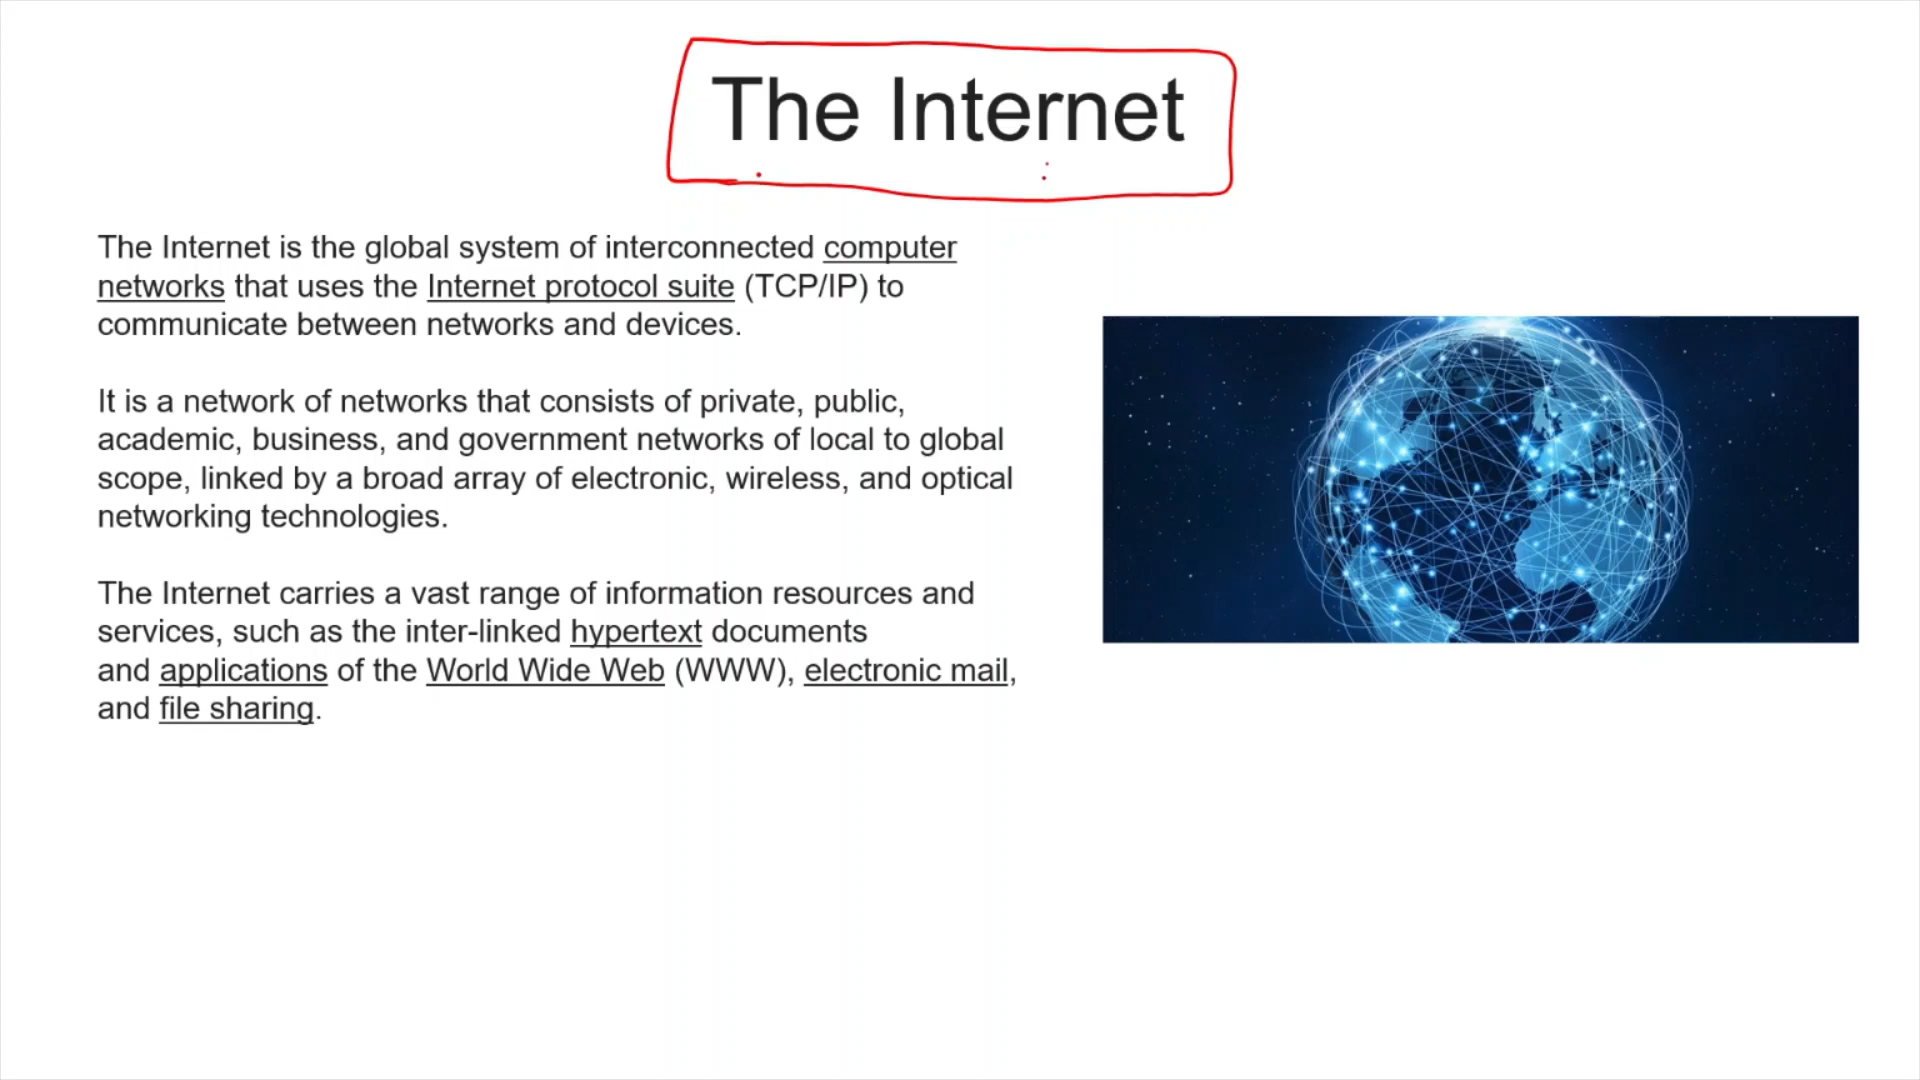 The Internet
The Internet is the global system of interconnected computer
networks that uses the Internet protocol suite (TCP/IP) to
communicate between networks and devices.
It is a network of networks that consists of private, public,
academic, business, and government networks of local to global
scope, linked by a broad array of electronic, wireless, and optical
networking technologies.
The Internet carries a vast range of information resources and
services, such as the inter-linked hypertext documents
and applications of the World Wide Web (WWW), electronic mail,
and file sharing.